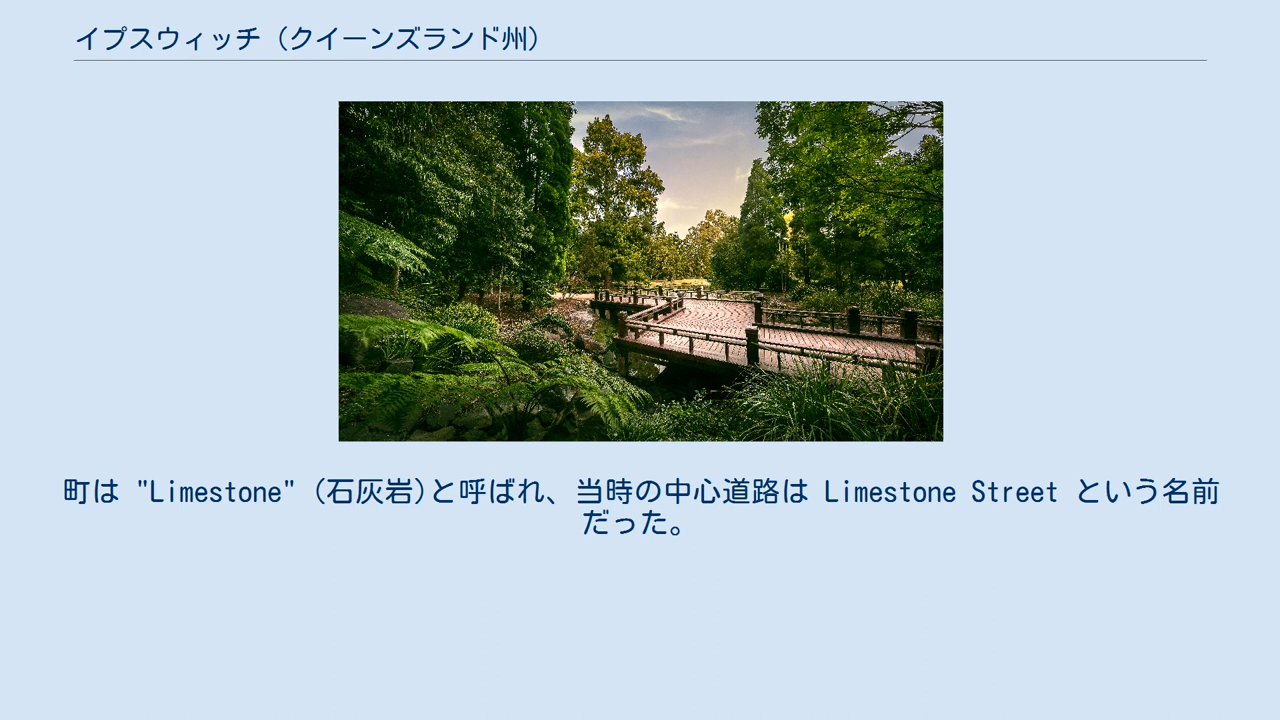 イプスウィッチ (クイーンズランド州)
町は "Limestone" (石灰岩)と呼ばれ、当時の中心道路は Limestone Street という名前
だった。